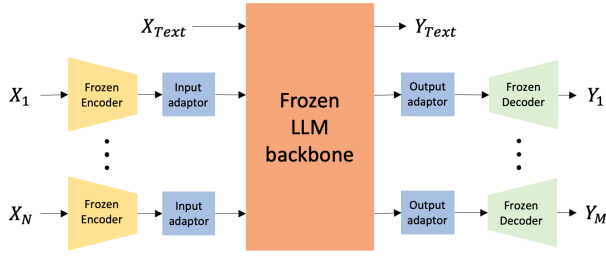 X_Text
Y_Text
X_1
Frozen
Encoder
Input
adaptor
Frozen
LLM
backbone
Output
adaptor
Frozen
Decoder
Y_1
X_N
Frozen
Encoder
Input
adaptor
Output
adaptor
Frozen
Decoder
Y_M